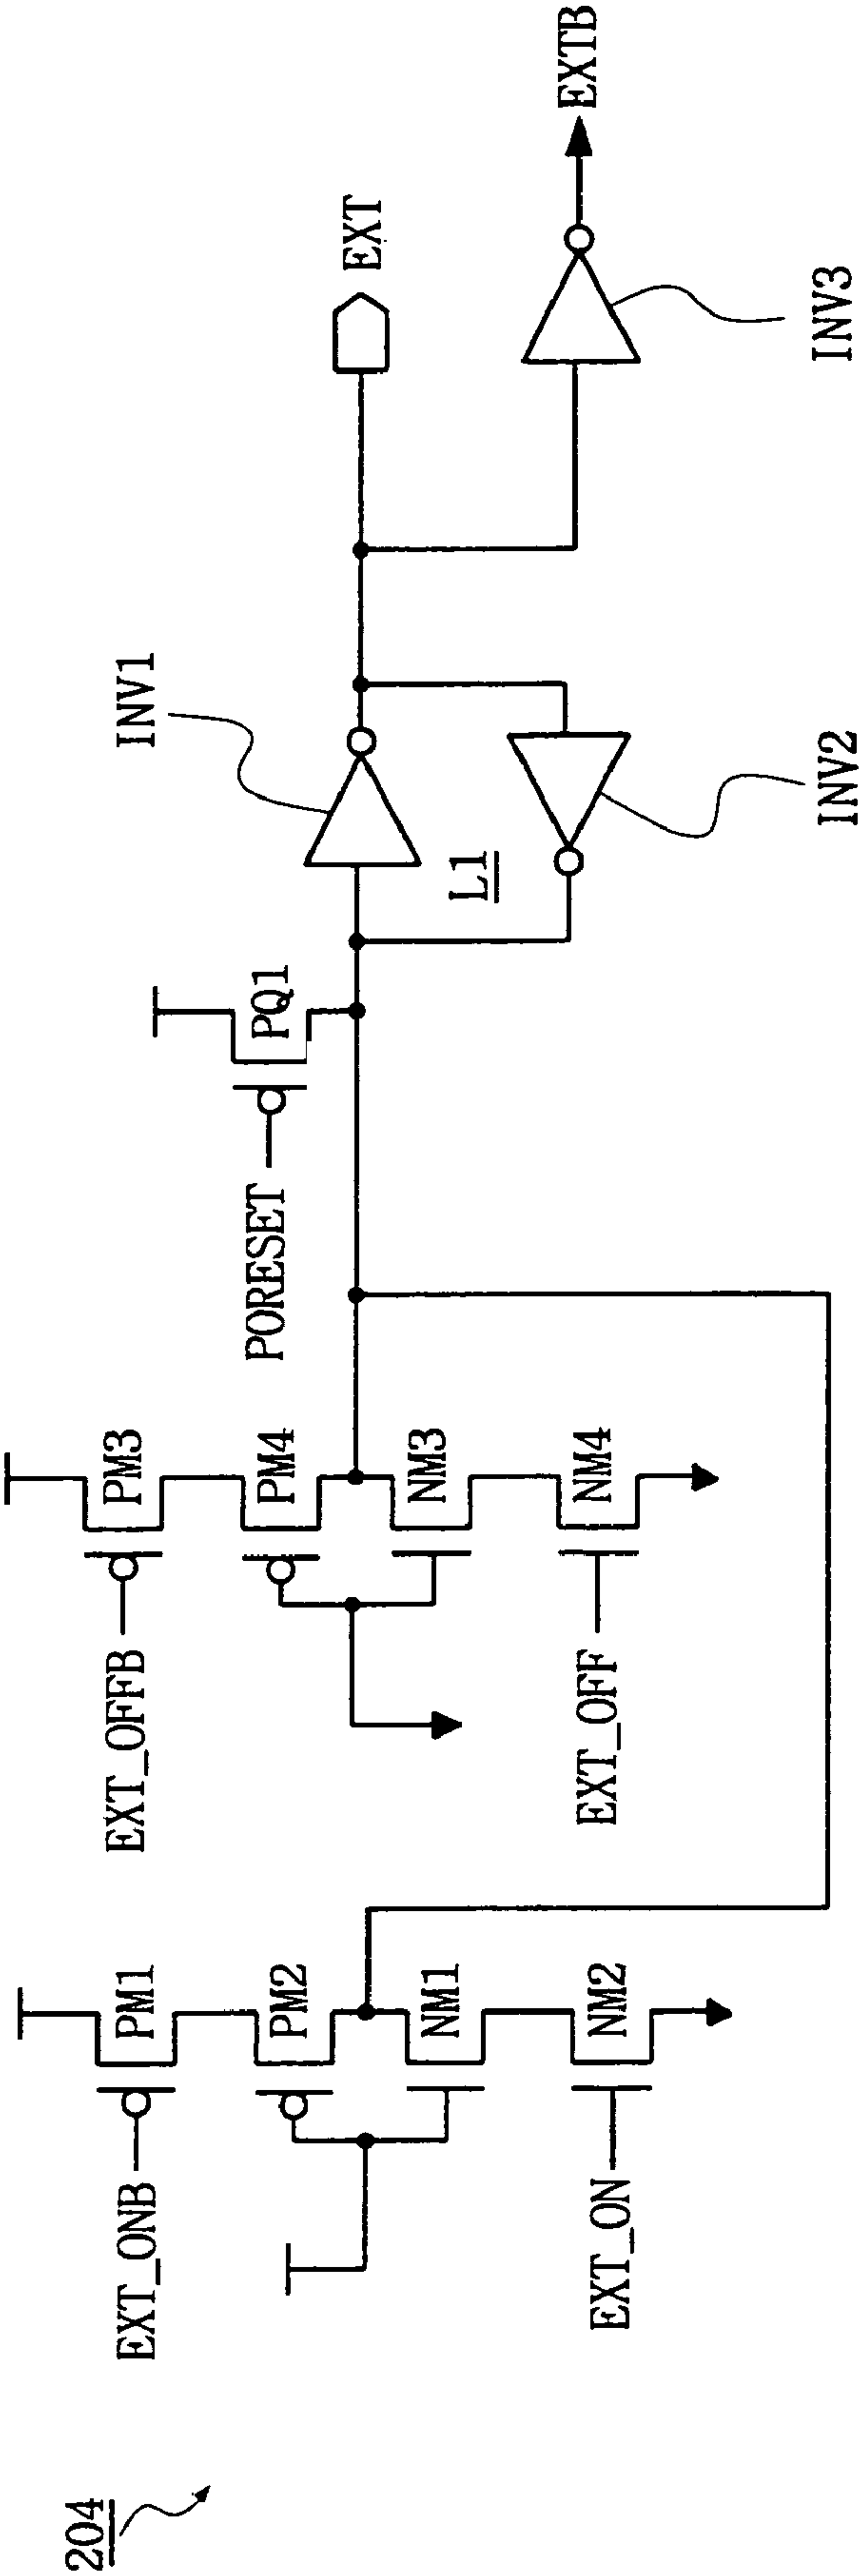 204
EXT_ONB
PM1
PM2
NM1
EXT_ON
NM2
EXT_OFFB
PM3
PM4
NM3
EXT_OFF
NM4
PORESET
PQ1
L1
INV1
INV2
EXT
INV3
EXTB